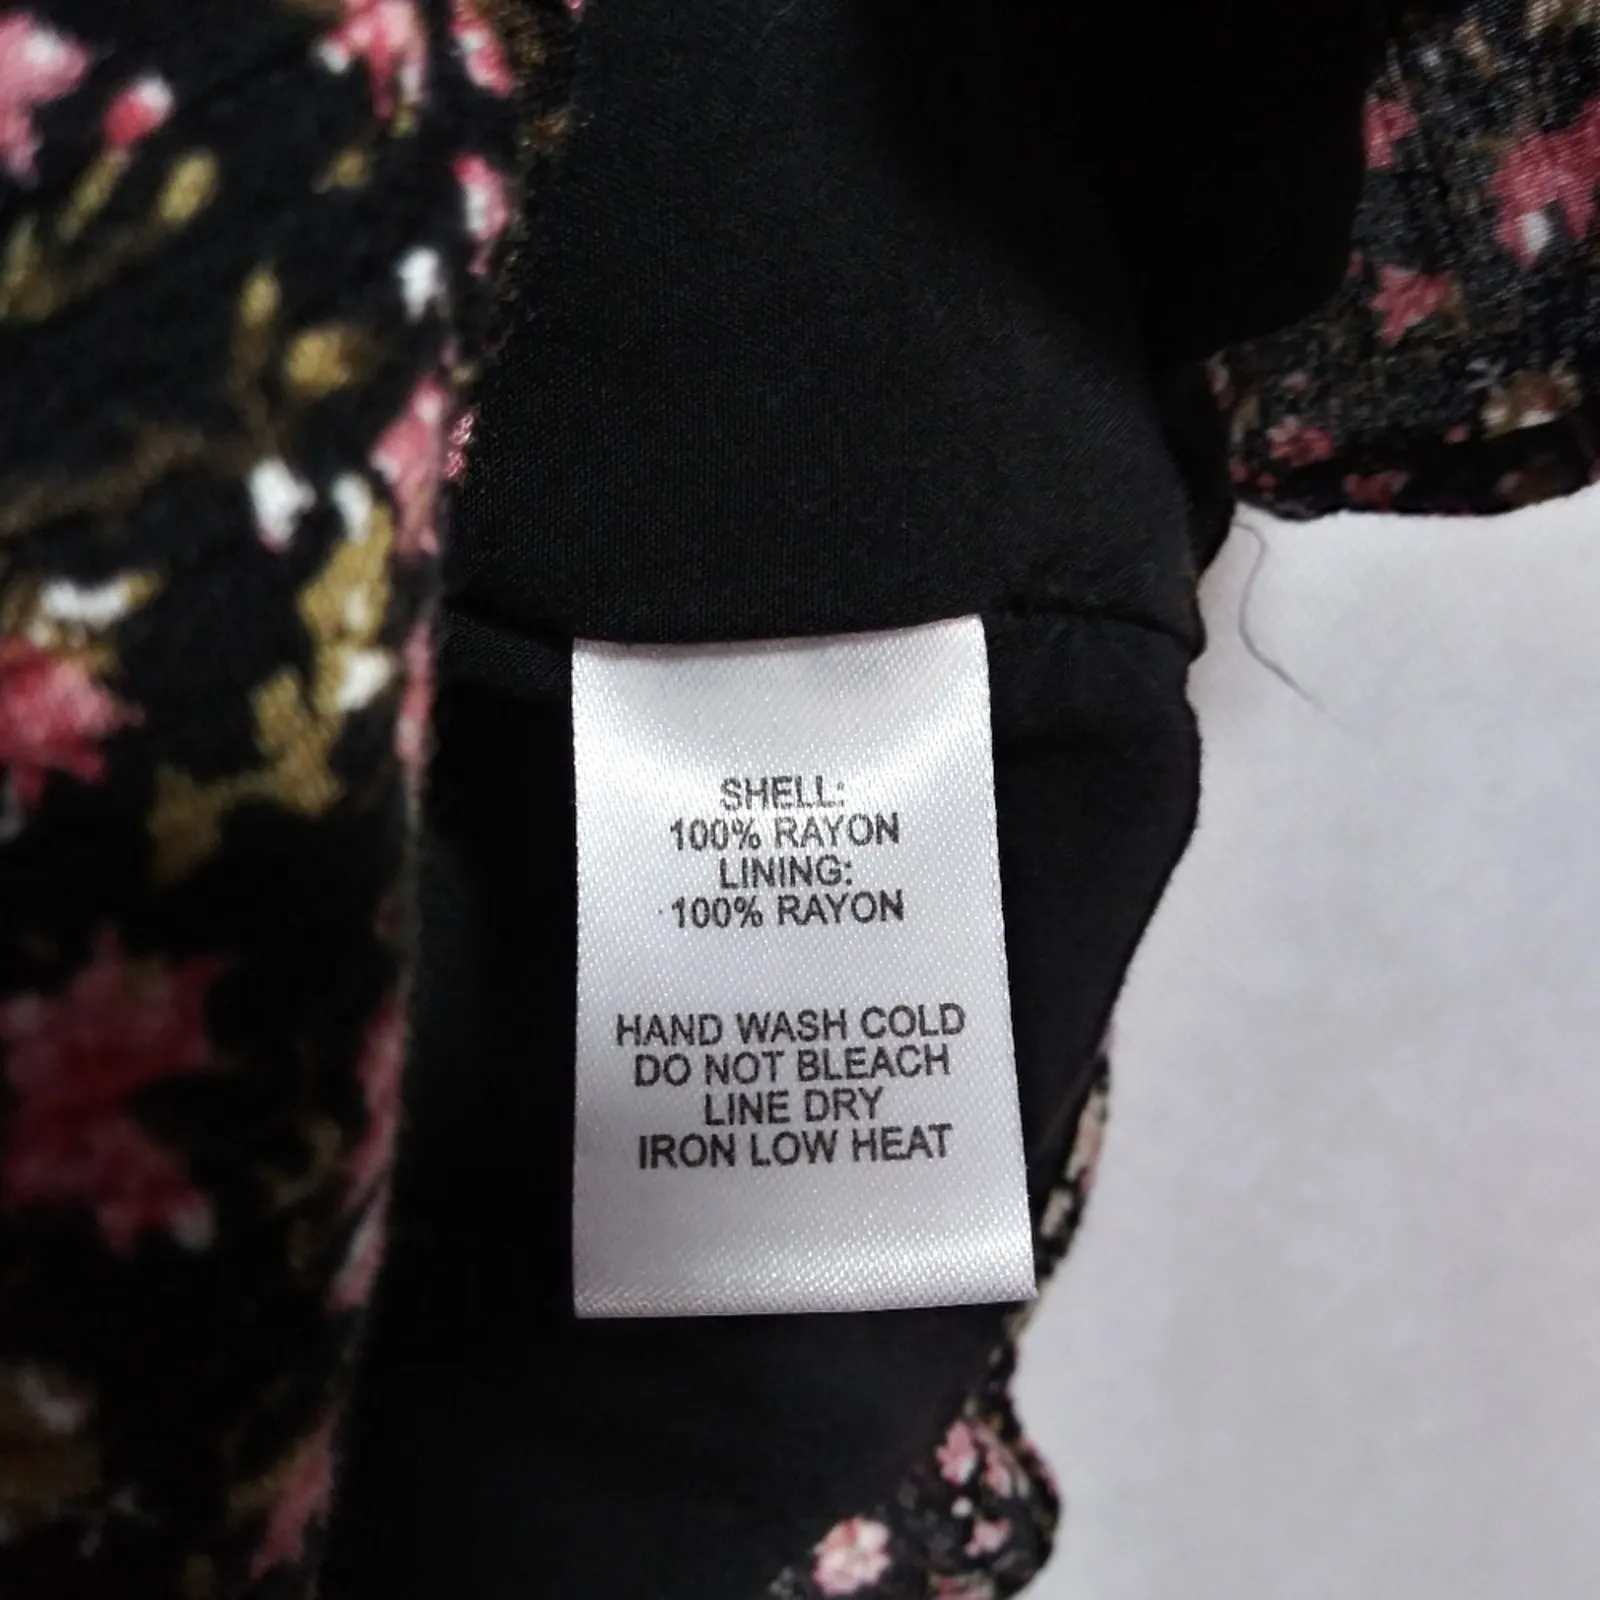 SHELL:
100% RAYON
LINING:
100% RAYON
HAND WASH COLD
DO NOT BLEACH
LINE DRY
IRON LOW HEAT